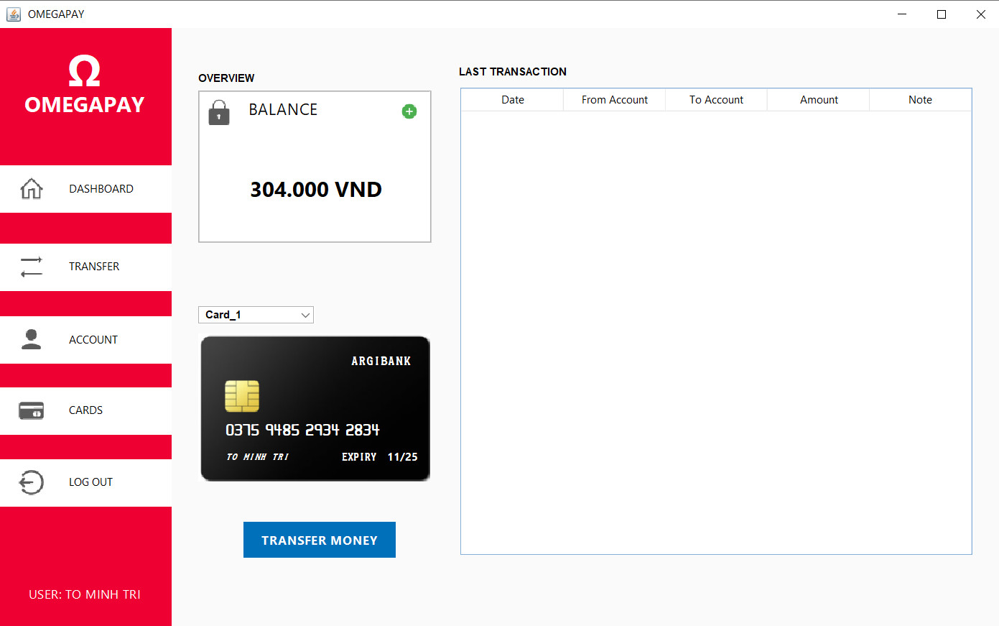 OMEGAPAY
Ω
OMEGAPAY
DASHBOARD
TRANSFER
ACCOUNT
CARDS
LOG OUT
USER: TO MINH TRI
OVERVIEW
BALANCE
304.000 VND
Card_1
ARGIBANK
0375 9485 2934 2834
TO MINH TRI EXPIRY 11/25
TRANSFER MONEY
LAST TRANSACTION
Date From Account To Account Amount Note